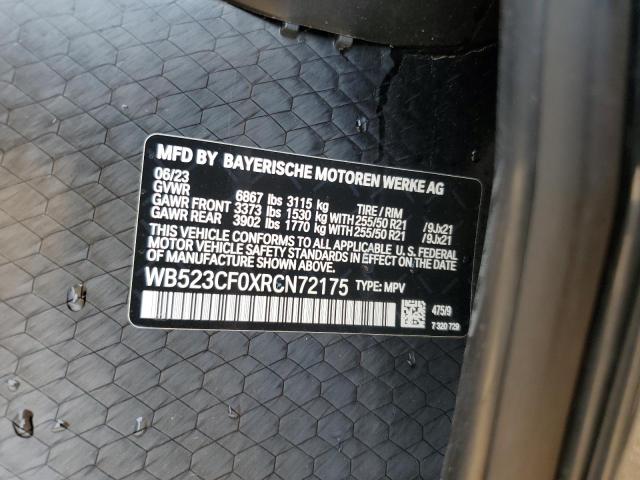 MFD BY BAYERISCHE MOTOREN WERKE AG
06/23
GVWR 6867 lbs 3115 kg TIRE / RIM
GAWR FRONT 3373 lbs 1530 kg WITH 255/50 R21 /9Jx21
GAWR REAR 3902 lbs 1770 kg WITH 255/50 R21 /9Jx21
THIS VEHICLE CONFORMS TO ALL APPLICABLE U.S. FEDERAL
MOTOR VEHICLE SAFETY STANDARDS IN EFFECT ON THE DATE
OF MANUFACTURE SHOWN ABOVE.
WB523CF0XRCN72175 TYPE: MPV
475/9
7 320 729